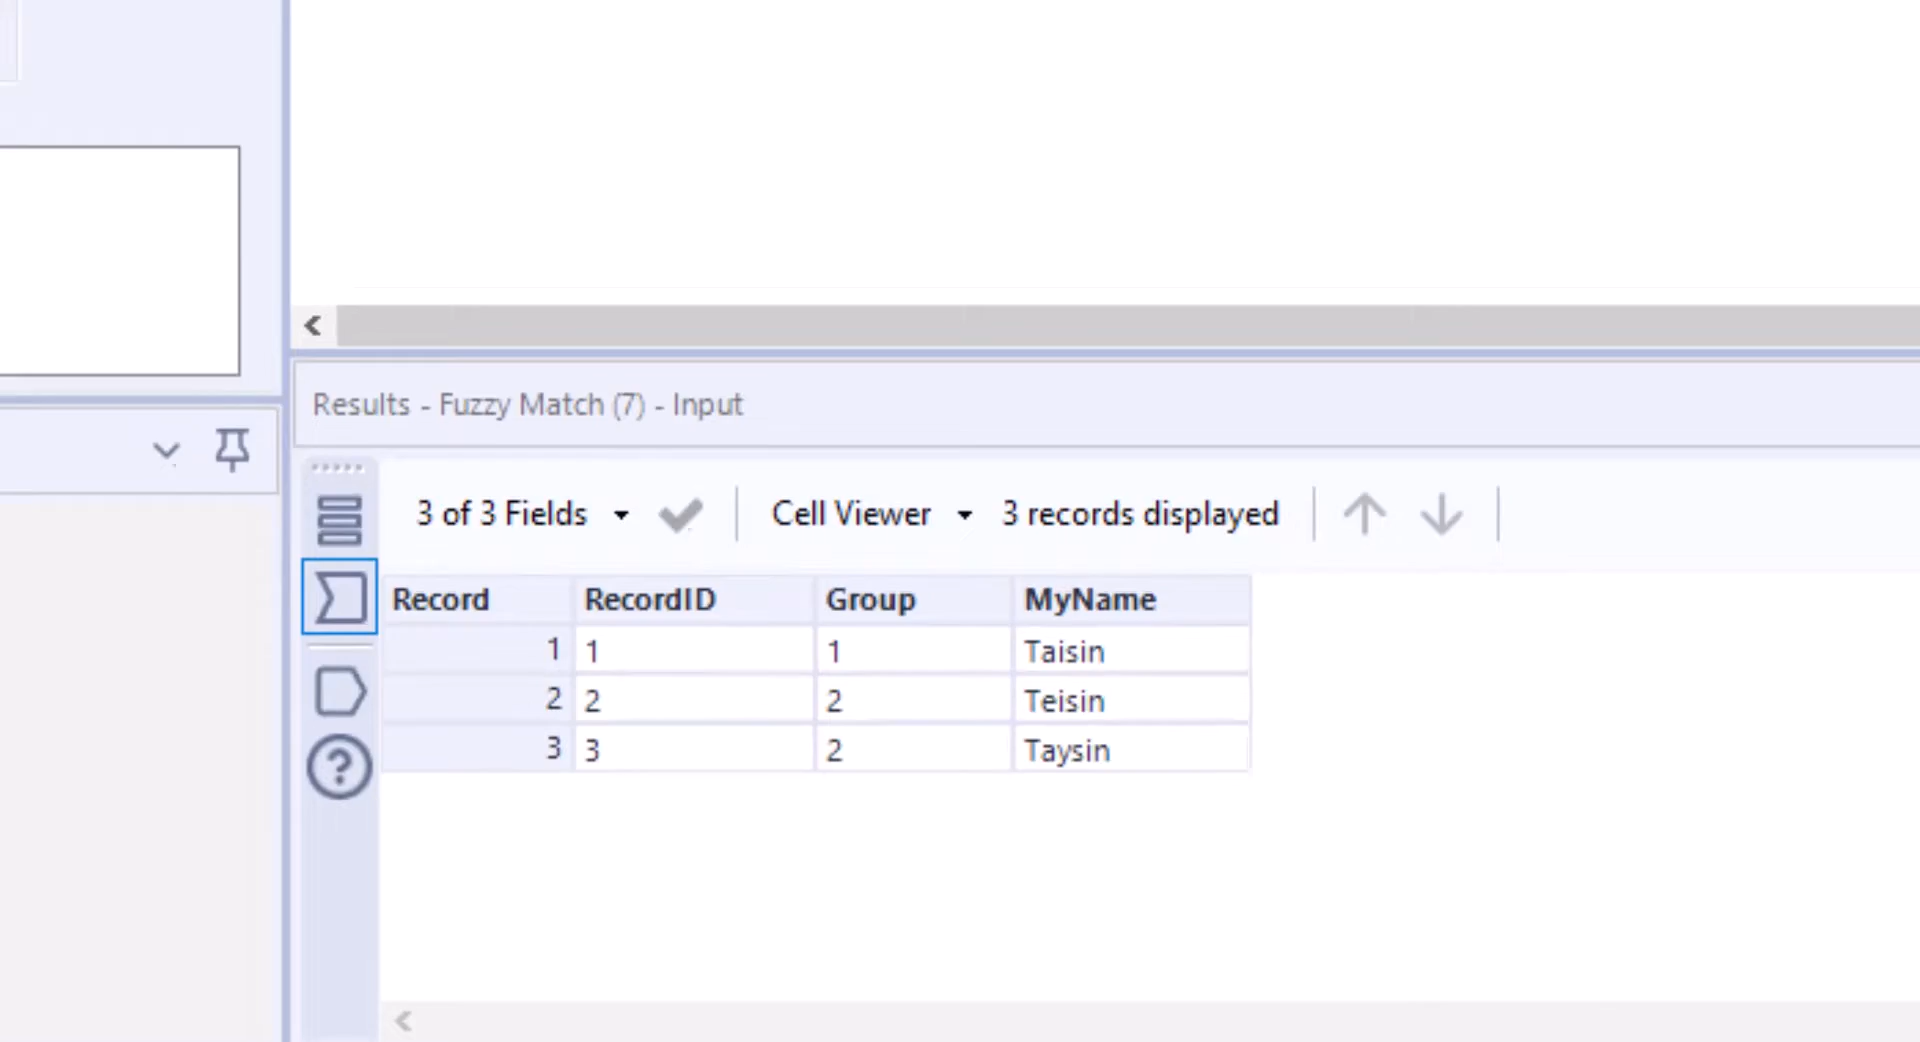 Results - Fuzzy Match (7) - Input
3 of 3 Fields Cell Viewer 3 records displayed
Record RecordID Group MyName
1 1 1 Taisin
2 2 2 Teisin
3 3 2 Taysin